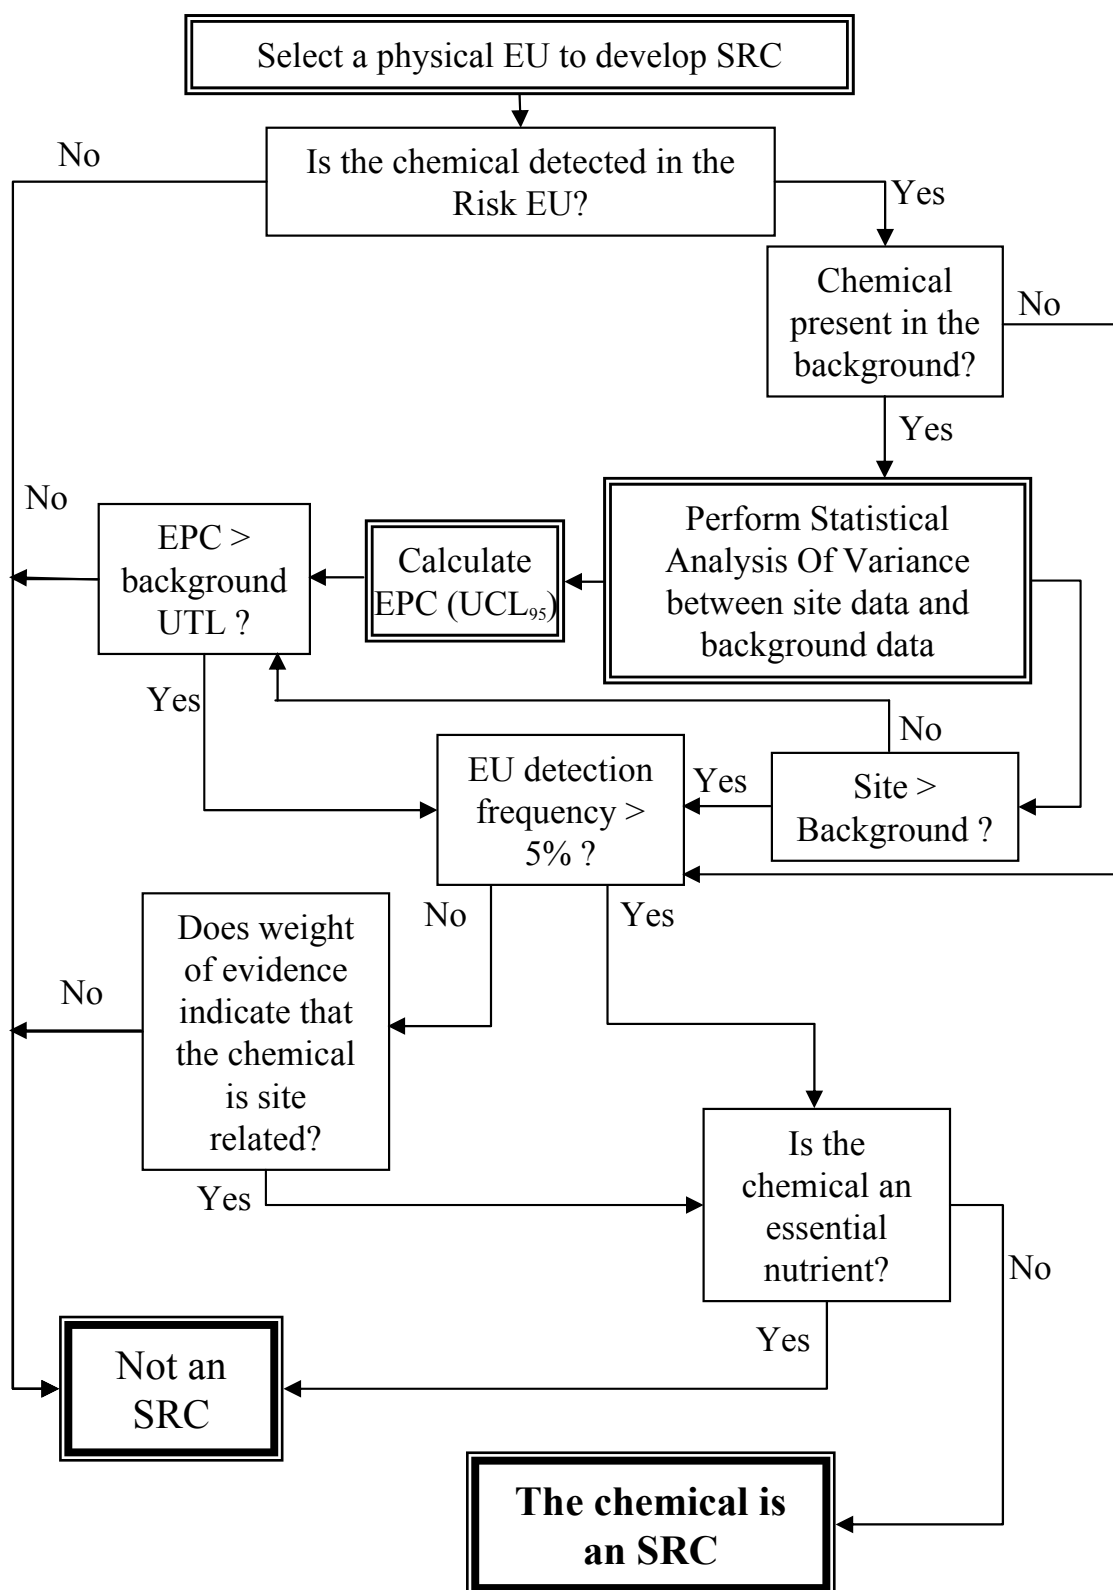 Select a physical EU to develop SRC
No
Is the chemical detected in the
Risk EU?
Yes
Chemical
present in the
background?
No
Yes
No
EPC >
background
UTL ?
Calculate
EPC (UCL95)
Perform Statistical
Analysis Of Variance
between site data and
background data
Yes
No
EU detection
frequency >
5% ?
Yes
Site >
Background ?
No
Yes
Does weight
of evidence
indicate that
the chemical
is site
related?
No
Yes
Is the
chemical an
essential
nutrient?
No
Yes
Not an
SRC
The chemical is
an SRC